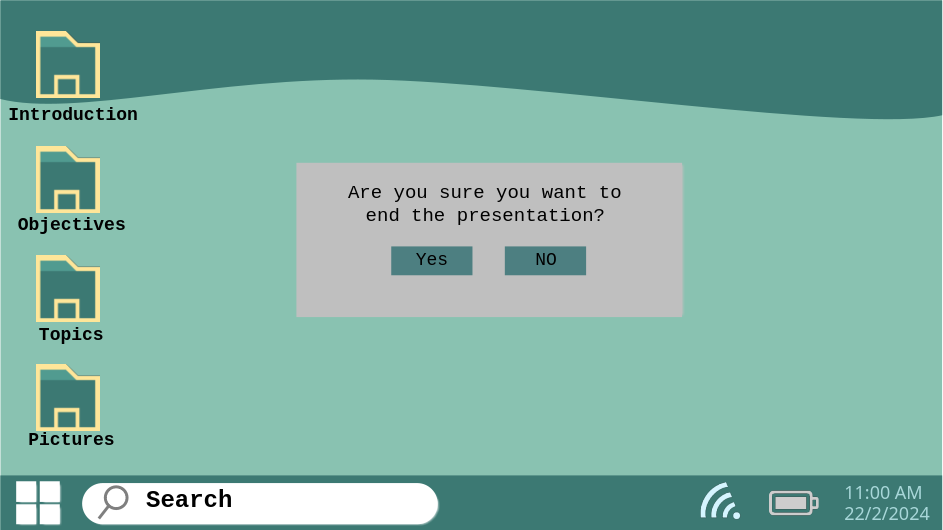 Introduction
Objectives
Topics
Pictures
Are you sure you want to
end the presentation?
Yes
NO
Search
11:00 AM
22/2/2024